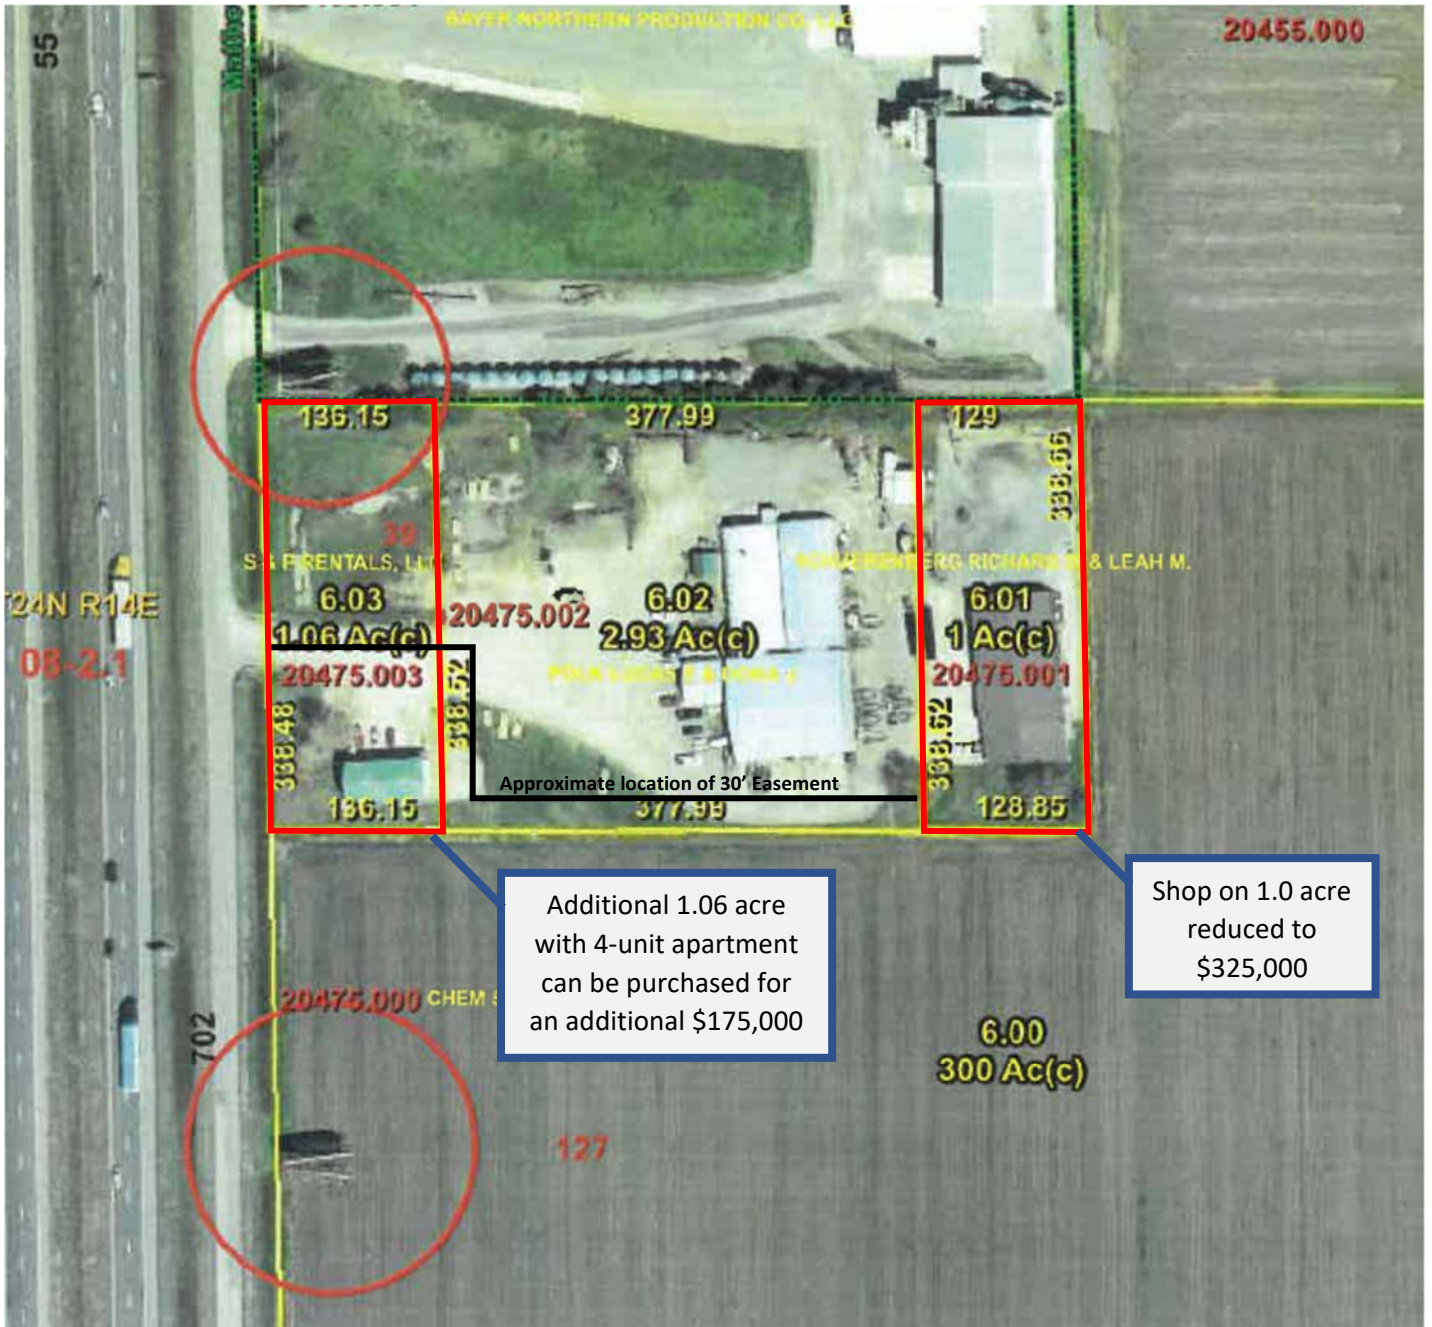 BAYER NORTHERN PRODUCTION CO, LLC
20455.000
55
136.15
377.99
129
338.66
39
S & P RENTALS, LLC
RICHARD & LEAH M.
T24N R14E
6.03
6.02
6.01
1.06 Ac(c)
20475.002
2.93 Ac(c)
1 Ac(c)
08-2.1
20475.003
20475.001
338.48
338.52
338.52
Approximate location of 30' Easement
136.15
377.99
128.85
Additional 1.06 acre
with 4-unit apartment
can be purchased for
an additional $175,000
Shop on 1.0 acre
reduced to
$325,000
20475.000 CHEM
702
6.00
300 Ac(c)
127